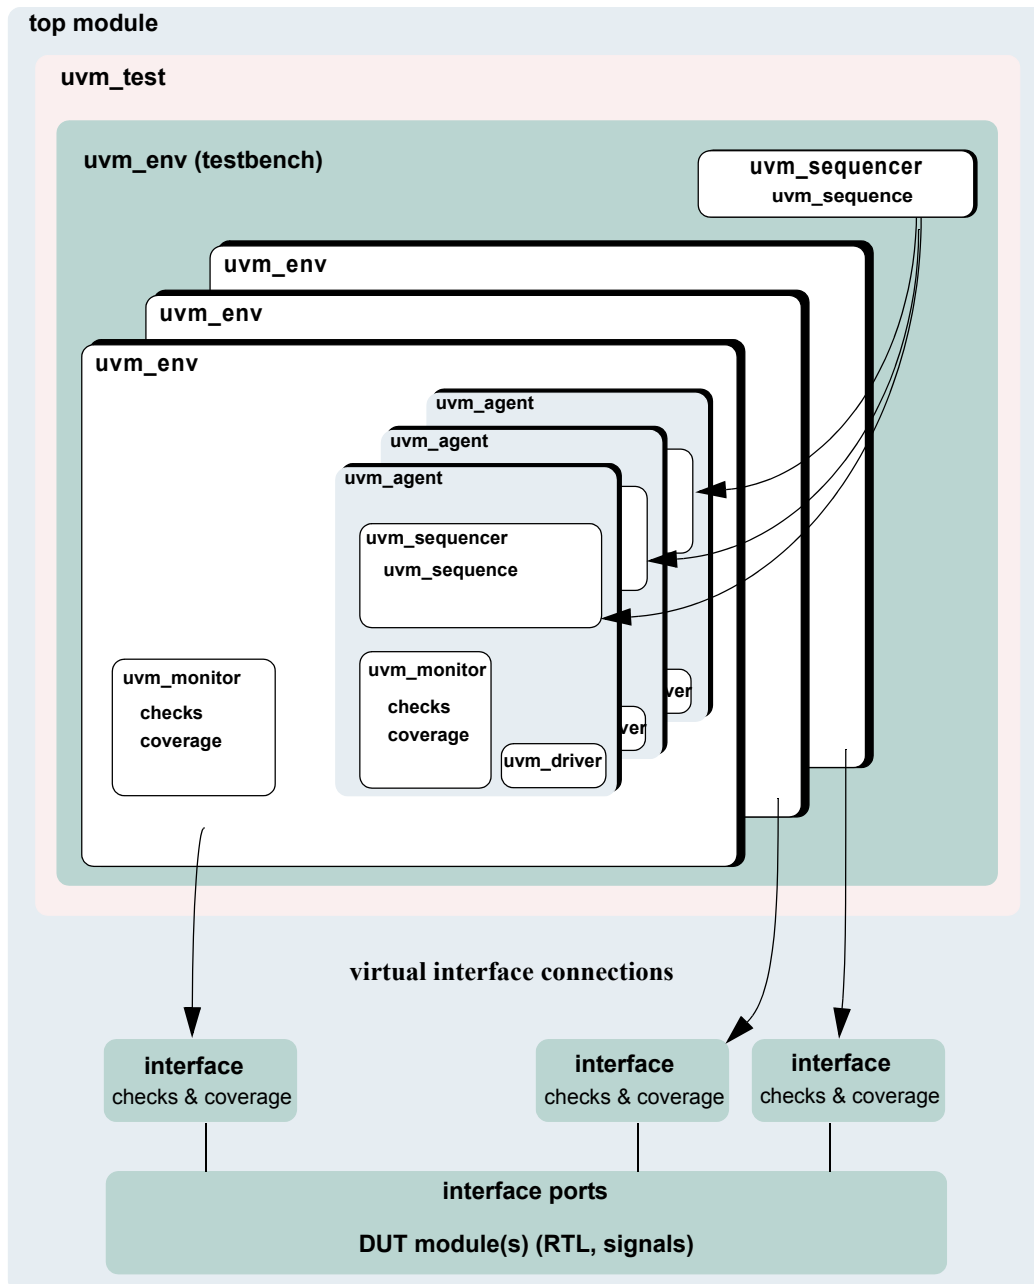 top module
uvm_test
uvm_env (testbench)
uvm_sequencer
uvm_sequence
uvm_env
uvm_env
uvm_env
uvm_agent
uvm_agent
uvm_agent
uvm_sequencer
uvm_sequence
uvm_monitor
checks
coverage
uvm_monitor
checks
coverage
uvm_driver
ver
ver
virtual interface connections
interface
checks & coverage
interface
checks & coverage
interface
checks & coverage
interface ports
DUT module(s) (RTL, signals)